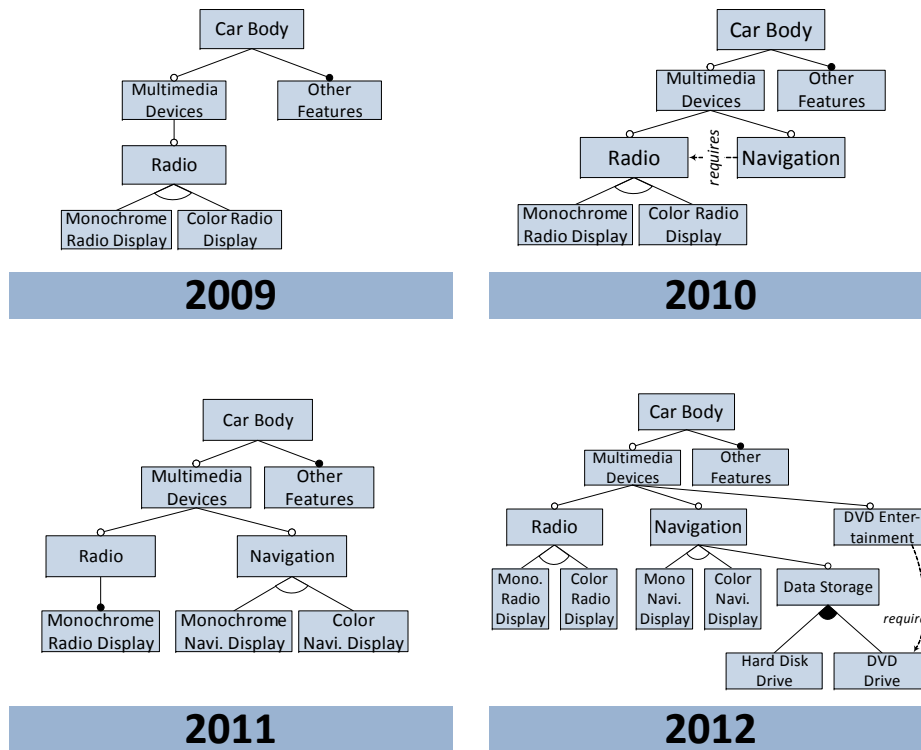 Car Body
Multimedia
Devices
Other
Features
Radio
Monochrome
Radio Display
Color Radio
Display
2009
Car Body
Multimedia
Devices
Other
Features
Radio
requires
Navigation
Monochrome
Radio Display
Color Radio
Display
2010
Car Body
Multimedia
Devices
Other
Features
Radio
Navigation
Monochrome
Radio Display
Monochrome
Navi. Display
Color
Navi. Display
2011
Car Body
Multimedia
Devices
Other
Features
Radio
Navigation
DVD Enter-
tainment
Mono.
Radio
Display
Color
Radio
Display
Mono
Navi.
Display
Color
Navi.
Display
Data Storage
require
Hard Disk
Drive
DVD
Drive
2012